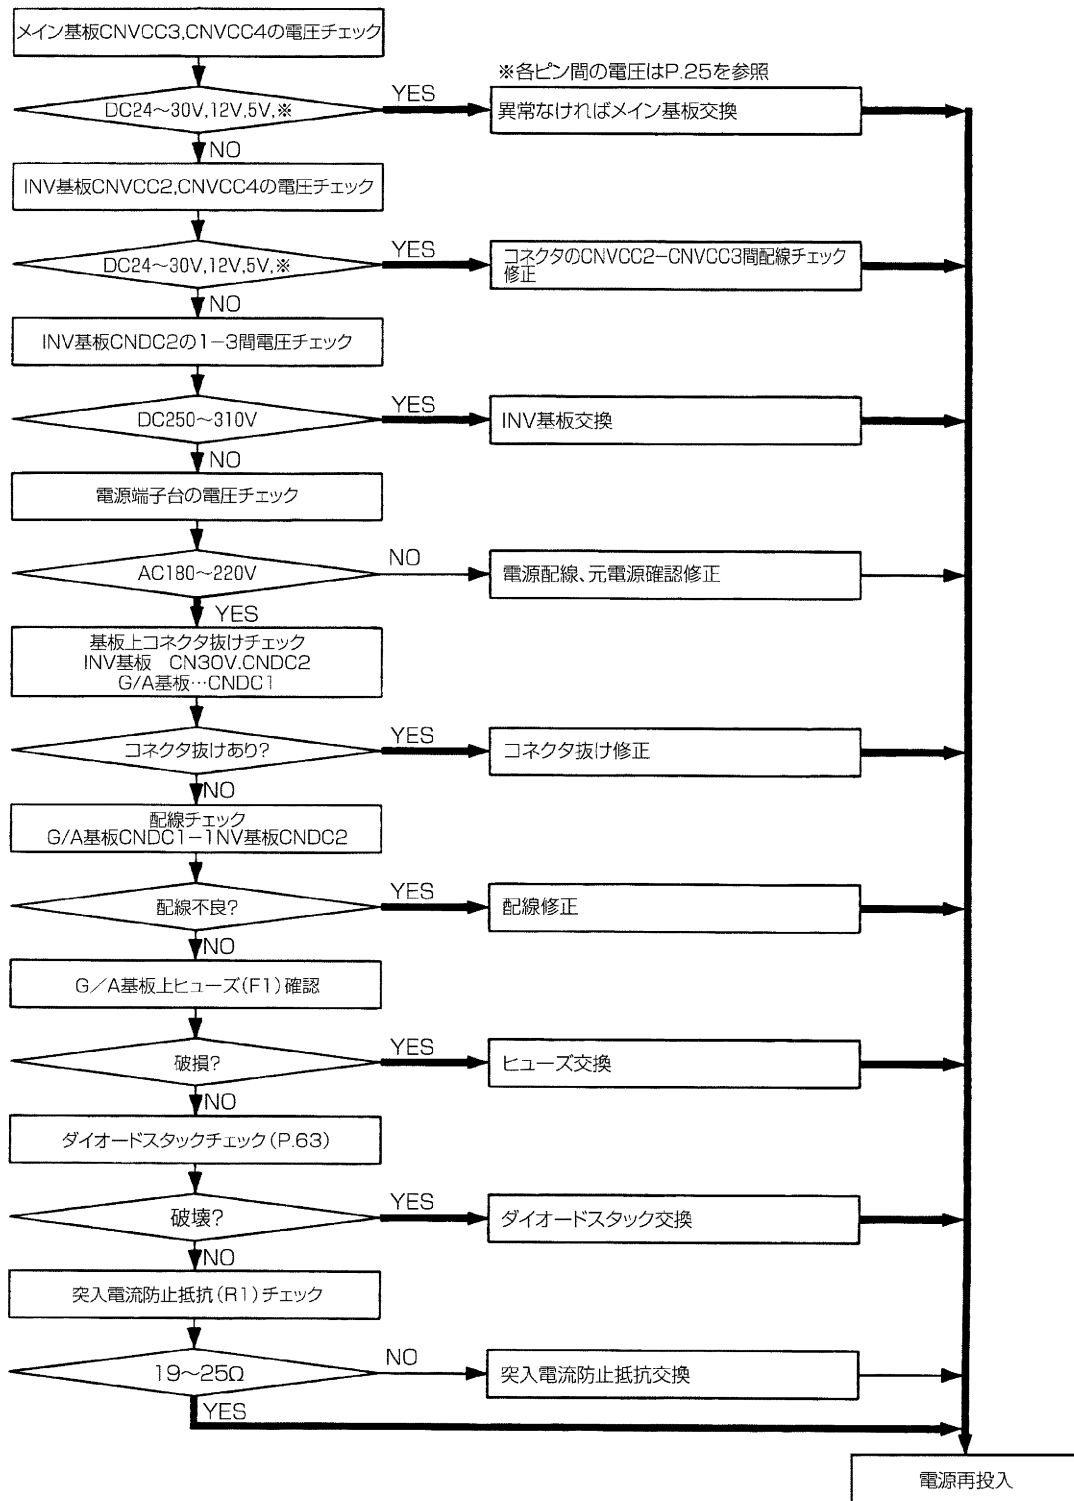 メイン基板CNVCC3,CNVCC4の電圧チェック
※各ピン間の電圧はP.25を参照
DC24～30V,12V,5V,※
YES
異常なければメイン基板交換
NO
INV基板CNVCC2,CNVCC4の電圧チェック
DC24～30V,12V,5V,※
YES
コネクタのCNVCC2−CNVCC3間配線チェック
修正
NO
INV基板CNDC2の1−3間電圧チェック
DC250～310V
YES
INV基板交換
NO
電源端子台の電圧チェック
AC180～220V
NO
電源配線、元電源確認修正
YES
基板上コネクタ抜けチェック
INV基板　CN30V.CNDC2
G/A基板…CNDC1
コネクタ抜けあり?
YES
コネクタ抜け修正
NO
配線チェック
G/A基板CNDC1−1NV基板CNDC2
配線不良?
YES
配線修正
NO
G／A基板上ヒューズ(F1)確認
破損?
YES
ヒューズ交換
NO
ダイオードスタックチェック(P.63)
破壊?
YES
ダイオードスタック交換
NO
突入電流防止抵抗(R1)チェック
19～25Ω
NO
突入電流防止抵抗交換
YES
電源再投入